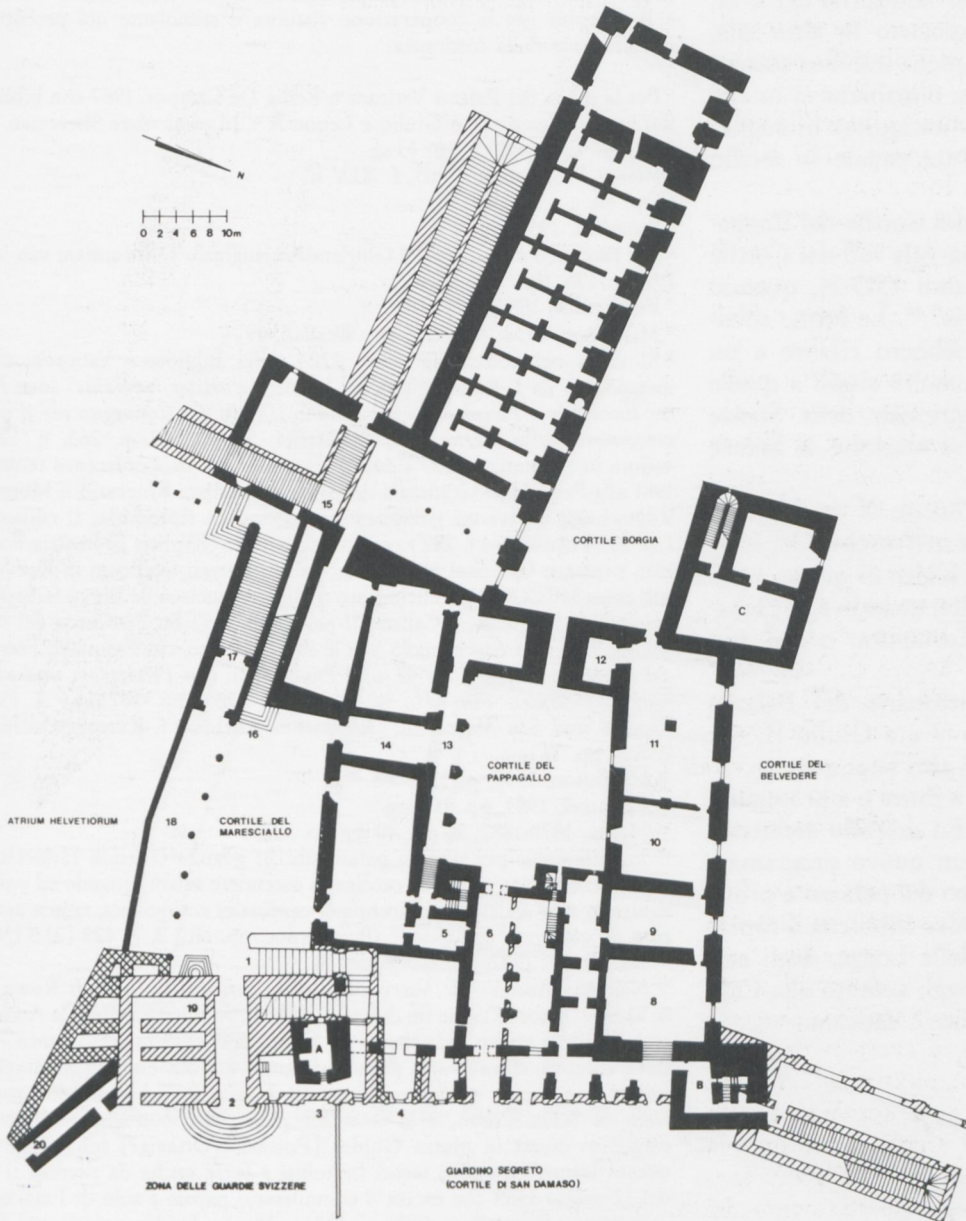 N
0 2 4 6 8 10m
CORTILE BORGIA
C
15
12
17
11
16
14
13
CORTILE DEL
PAPPAGALLO
CORTILE DEL
BELVEDERE
ATRIUM HELVETIORUM
18
CORTILE DEL
MARESCIALLO
10
5
6
9
1
8
19
A
B
7
2
3
4
20
ZONA DELLE GUARDIE SVIZZERE
GIARDINO SEGRETO
(CORTILE DI SAN DAMASO)